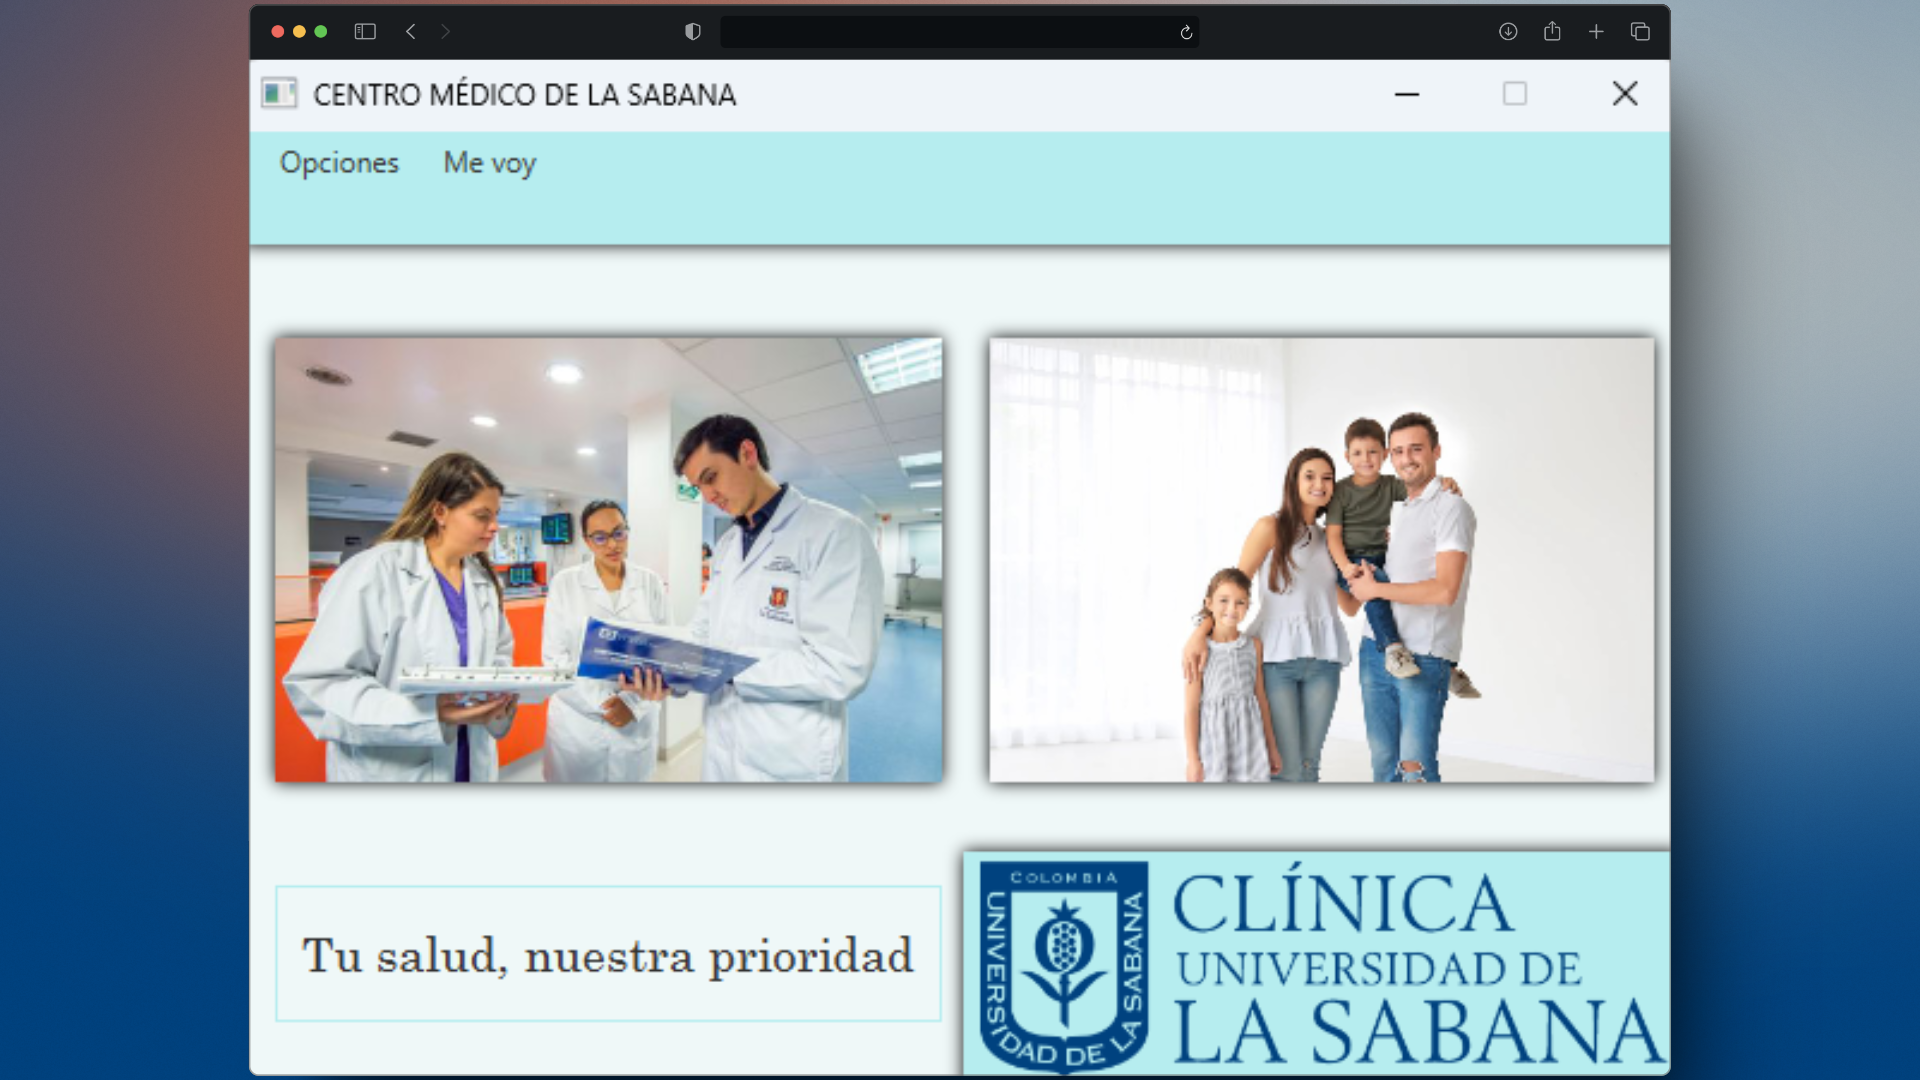 CENTRO MÉDICO DE LA SABANA
Opciones Me voy
Tu salud, nuestra prioridad
COLOMBIA
UNIVERSIDAD DE LA SABANA
CLÍNICA
UNIVERSIDAD DE
LA SABANA